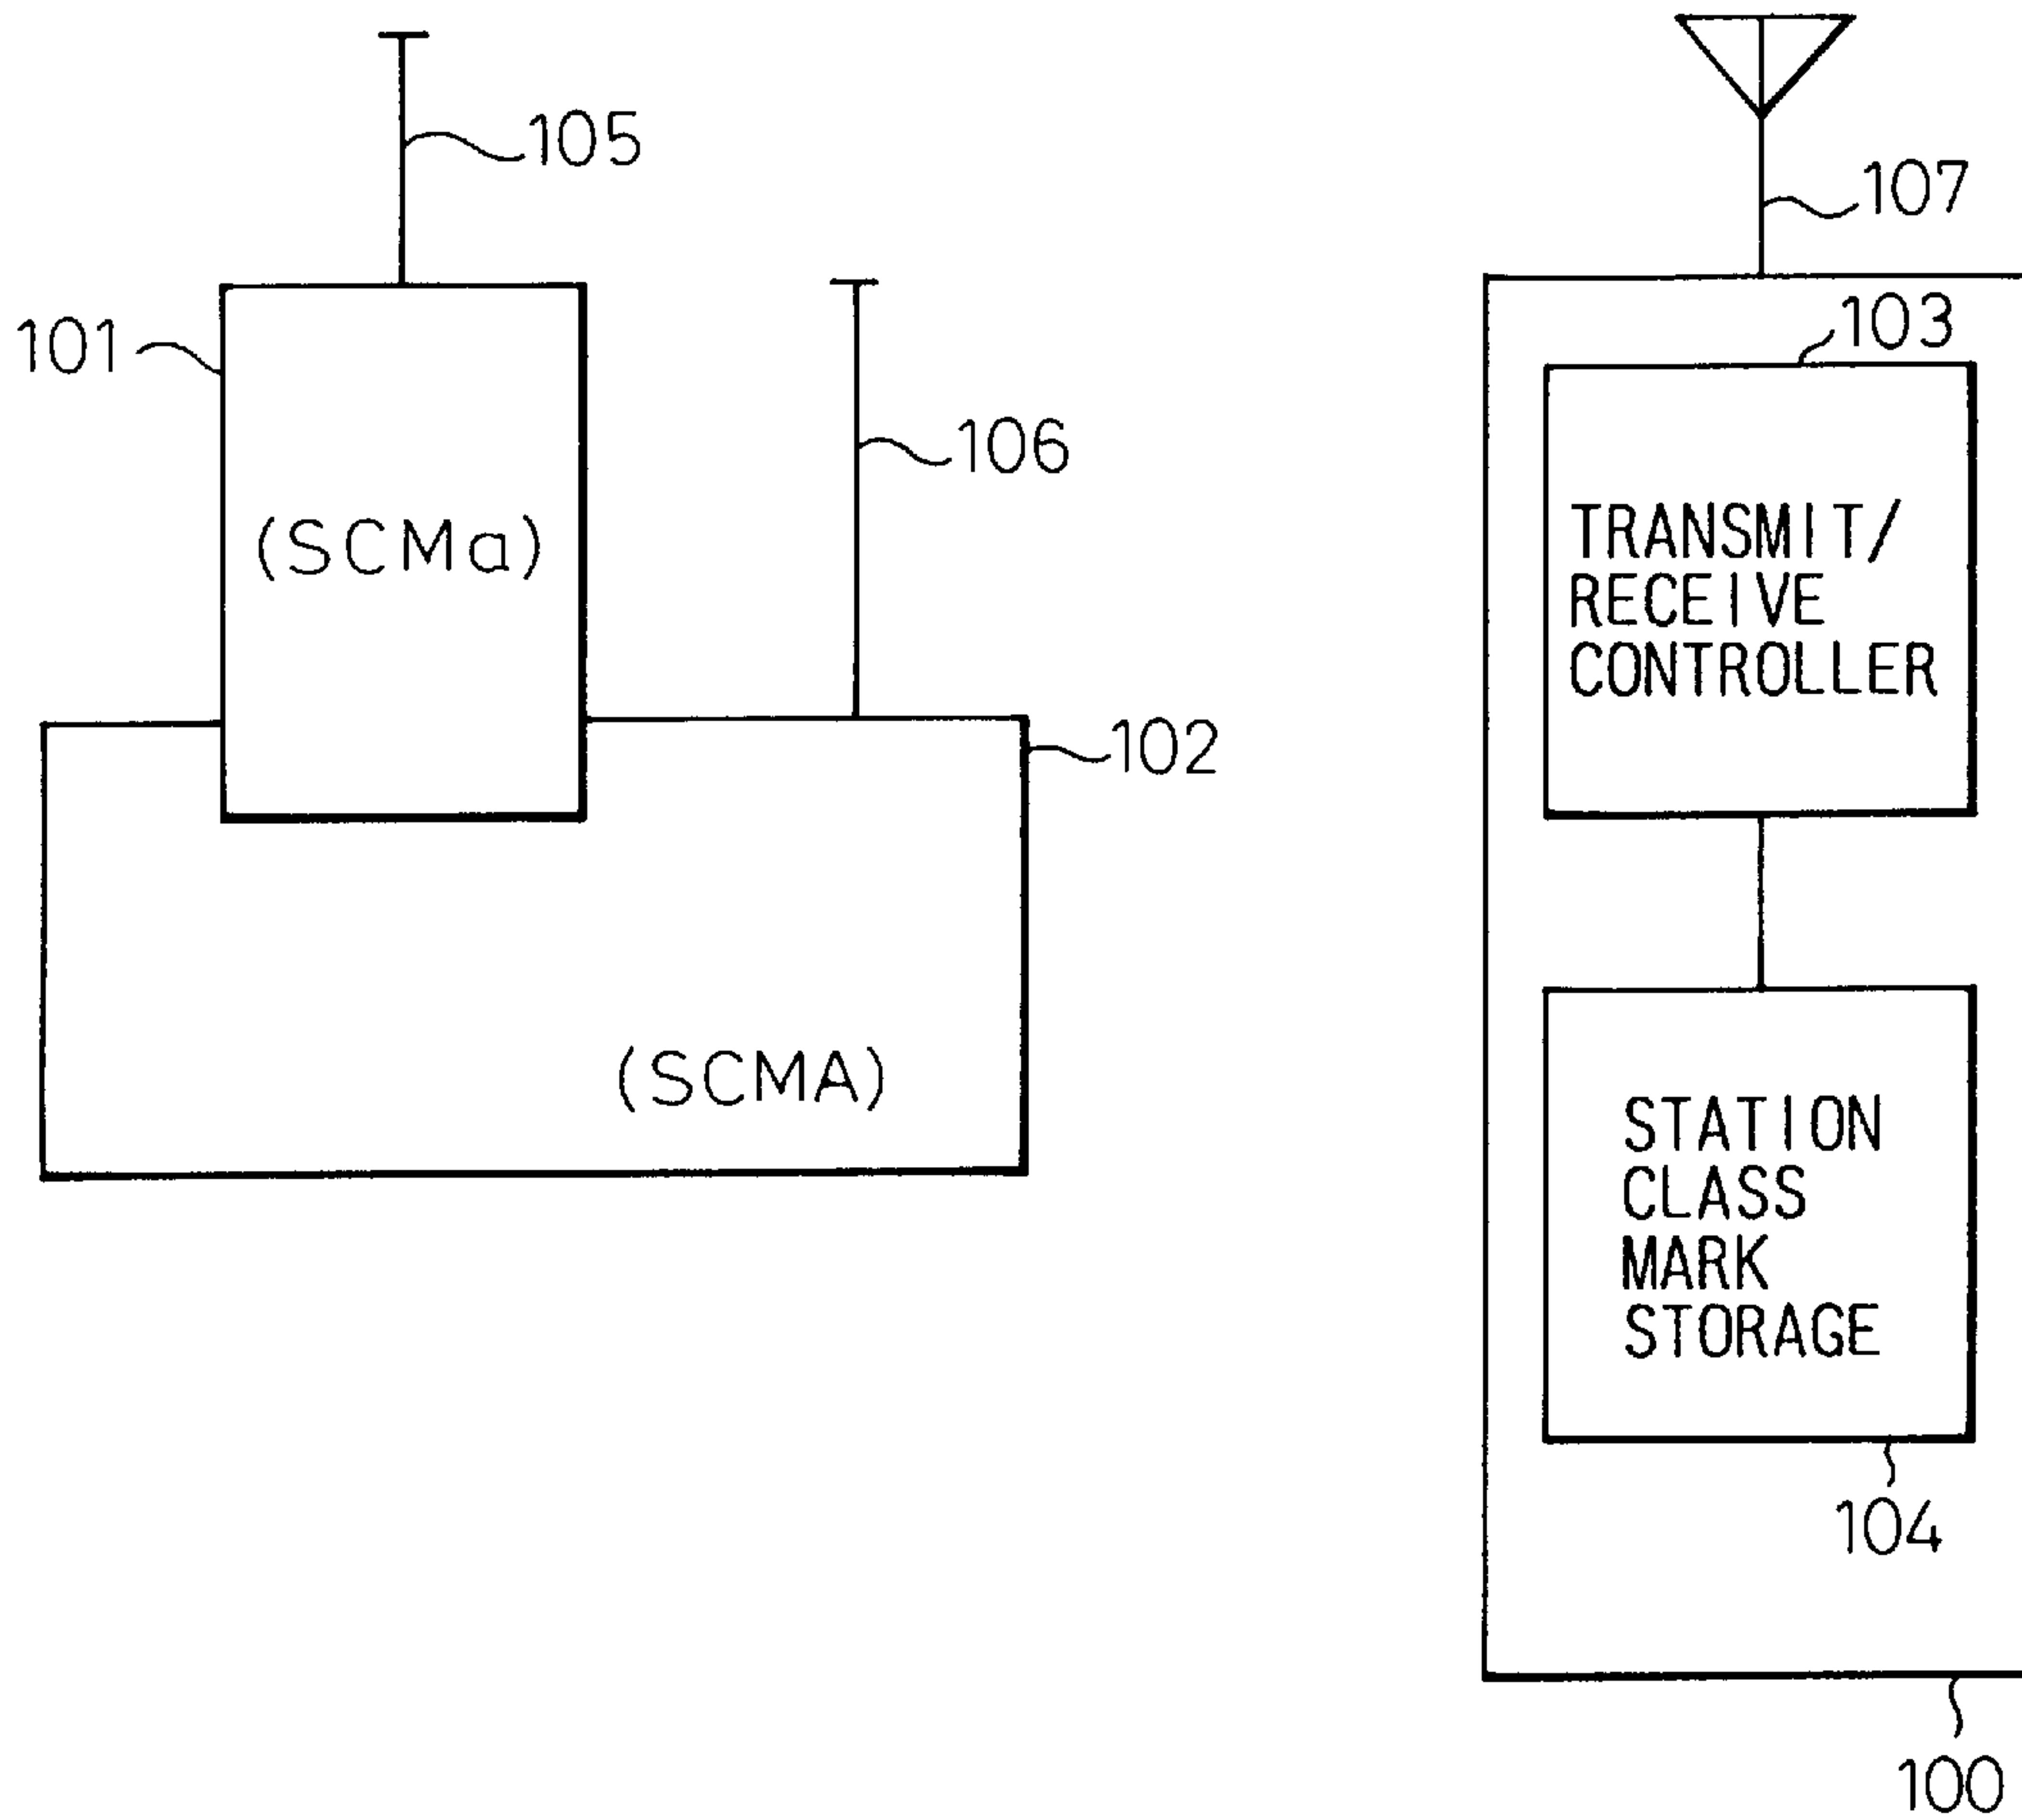 105
107
101
103
106
(SCMa)
TRANSMIT/
RECEIVE
CONTROLLER
102
(SCMA)
STATION
CLASS
MARK
STORAGE
104
100